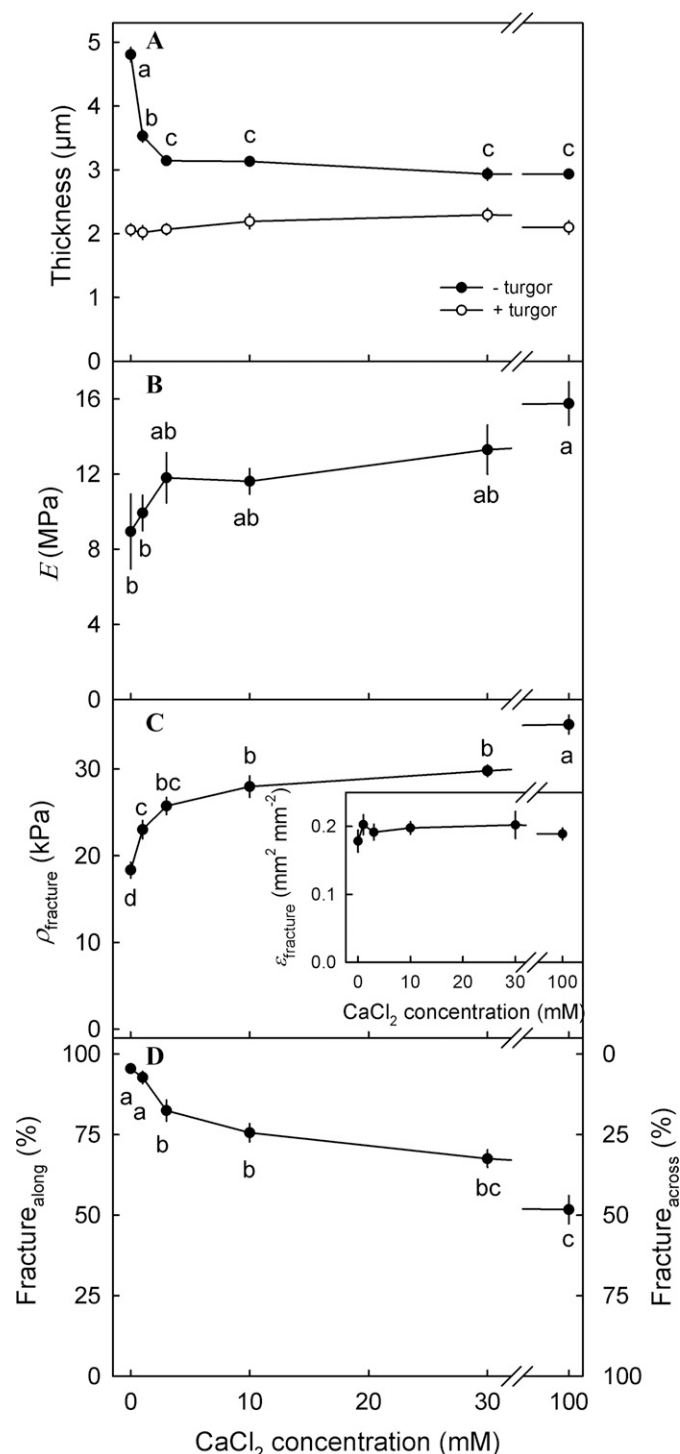 A
5
4
3
2
1
0
Thickness (µm)
a
b
c
c
c
c
- turgor
+ turgor
B
16
12
8
4
0
E (MPa)
b
b
ab
ab
ab
a
C
30
20
10
0
ρfracture (kPa)
d
c
bc
b
b
a
0.2
0.1
0.0
εfracture (mm² mm⁻²)
0 10 20 30 100
CaCl₂ concentration (mM)
D
100
75
50
25
0
Fracturealong (%)
a
a
b
b
bc
c
0
25
50
75
100
Fractureacross (%)
0 10 20 30 100
CaCl₂ concentration (mM)